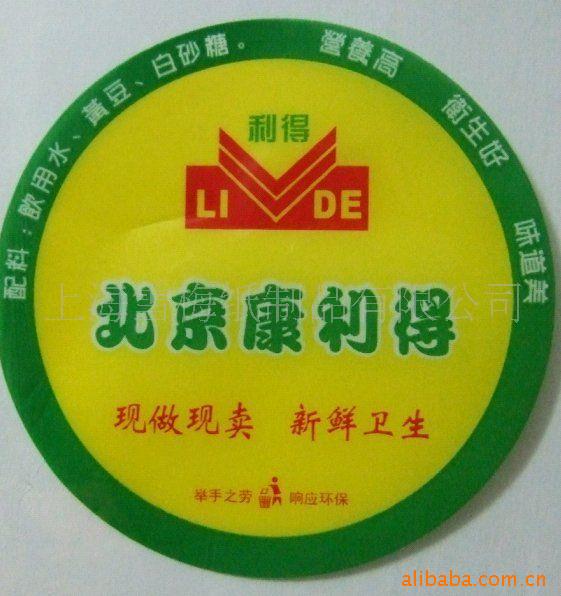 配料：飲用水、黃豆、白砂糖。 營養高 衛生好 味道美
利得
LI DE
北京康利得
现做现卖 新鲜卫生
举手之劳 响应环保
alibaba.com.cn